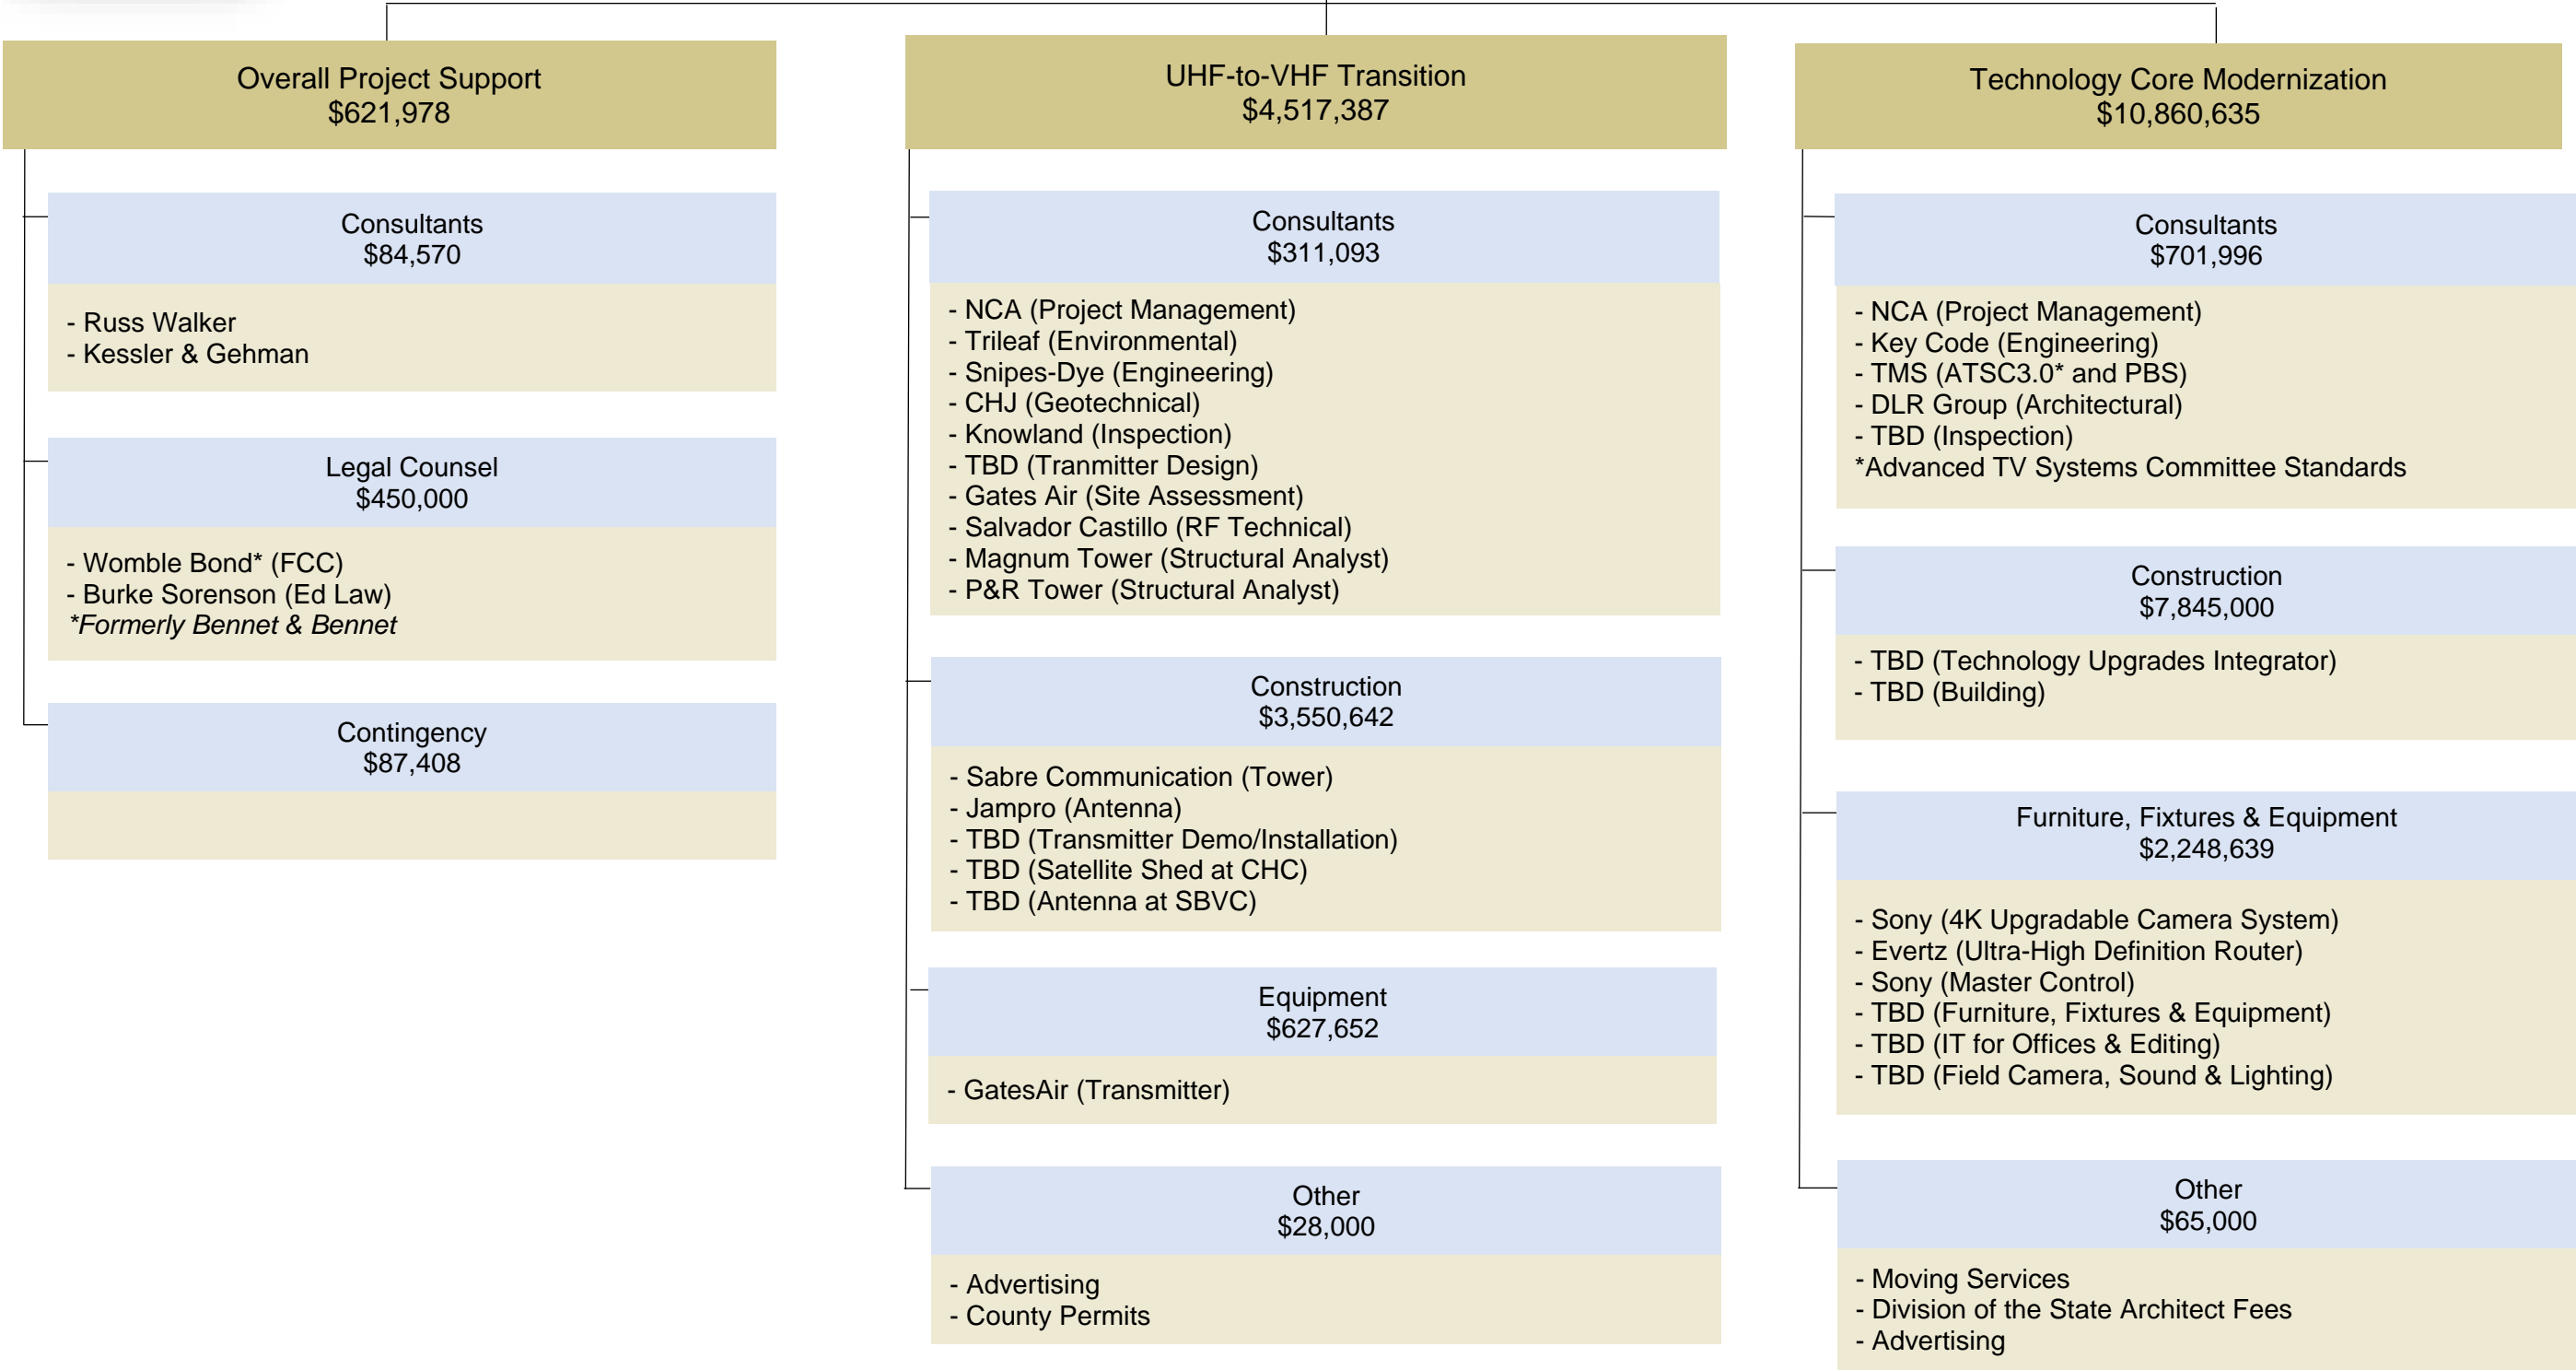 Overall Project Support
$621,978
Consultants
$84,570
- Russ Walker
- Kessler & Gehman
Legal Counsel
$450,000
- Womble Bond* (FCC)
- Burke Sorenson (Ed Law)
*Formerly Bennet & Bennet
Contingency
$87,408
UHF-to-VHF Transition
$4,517,387
Consultants
$311,093
- NCA (Project Management)
- Trileaf (Environmental)
- Snipes-Dye (Engineering)
- CHJ (Geotechnical)
- Knowland (Inspection)
- TBD (Tranmitter Design)
- Gates Air (Site Assessment)
- Salvador Castillo (RF Technical)
- Magnum Tower (Structural Analyst)
- P&R Tower (Structural Analyst)
Construction
$3,550,642
- Sabre Communication (Tower)
- Jampro (Antenna)
- TBD (Transmitter Demo/Installation)
- TBD (Satellite Shed at CHC)
- TBD (Antenna at SBVC)
Equipment
$627,652
- GatesAir (Transmitter)
Other
$28,000
- Advertising
- County Permits
Technology Core Modernization
$10,860,635
Consultants
$701,996
- NCA (Project Management)
- Key Code (Engineering)
- TMS (ATSC3.0* and PBS)
- DLR Group (Architectural)
- TBD (Inspection)
*Advanced TV Systems Committee Standards
Construction
$7,845,000
- TBD (Technology Upgrades Integrator)
- TBD (Building)
Furniture, Fixtures & Equipment
$2,248,639
- Sony (4K Upgradable Camera System)
- Evertz (Ultra-High Definition Router)
- Sony (Master Control)
- TBD (Furniture, Fixtures & Equipment)
- TBD (IT for Offices & Editing)
- TBD (Field Camera, Sound & Lighting)
Other
$65,000
- Moving Services
- Division of the State Architect Fees
- Advertising